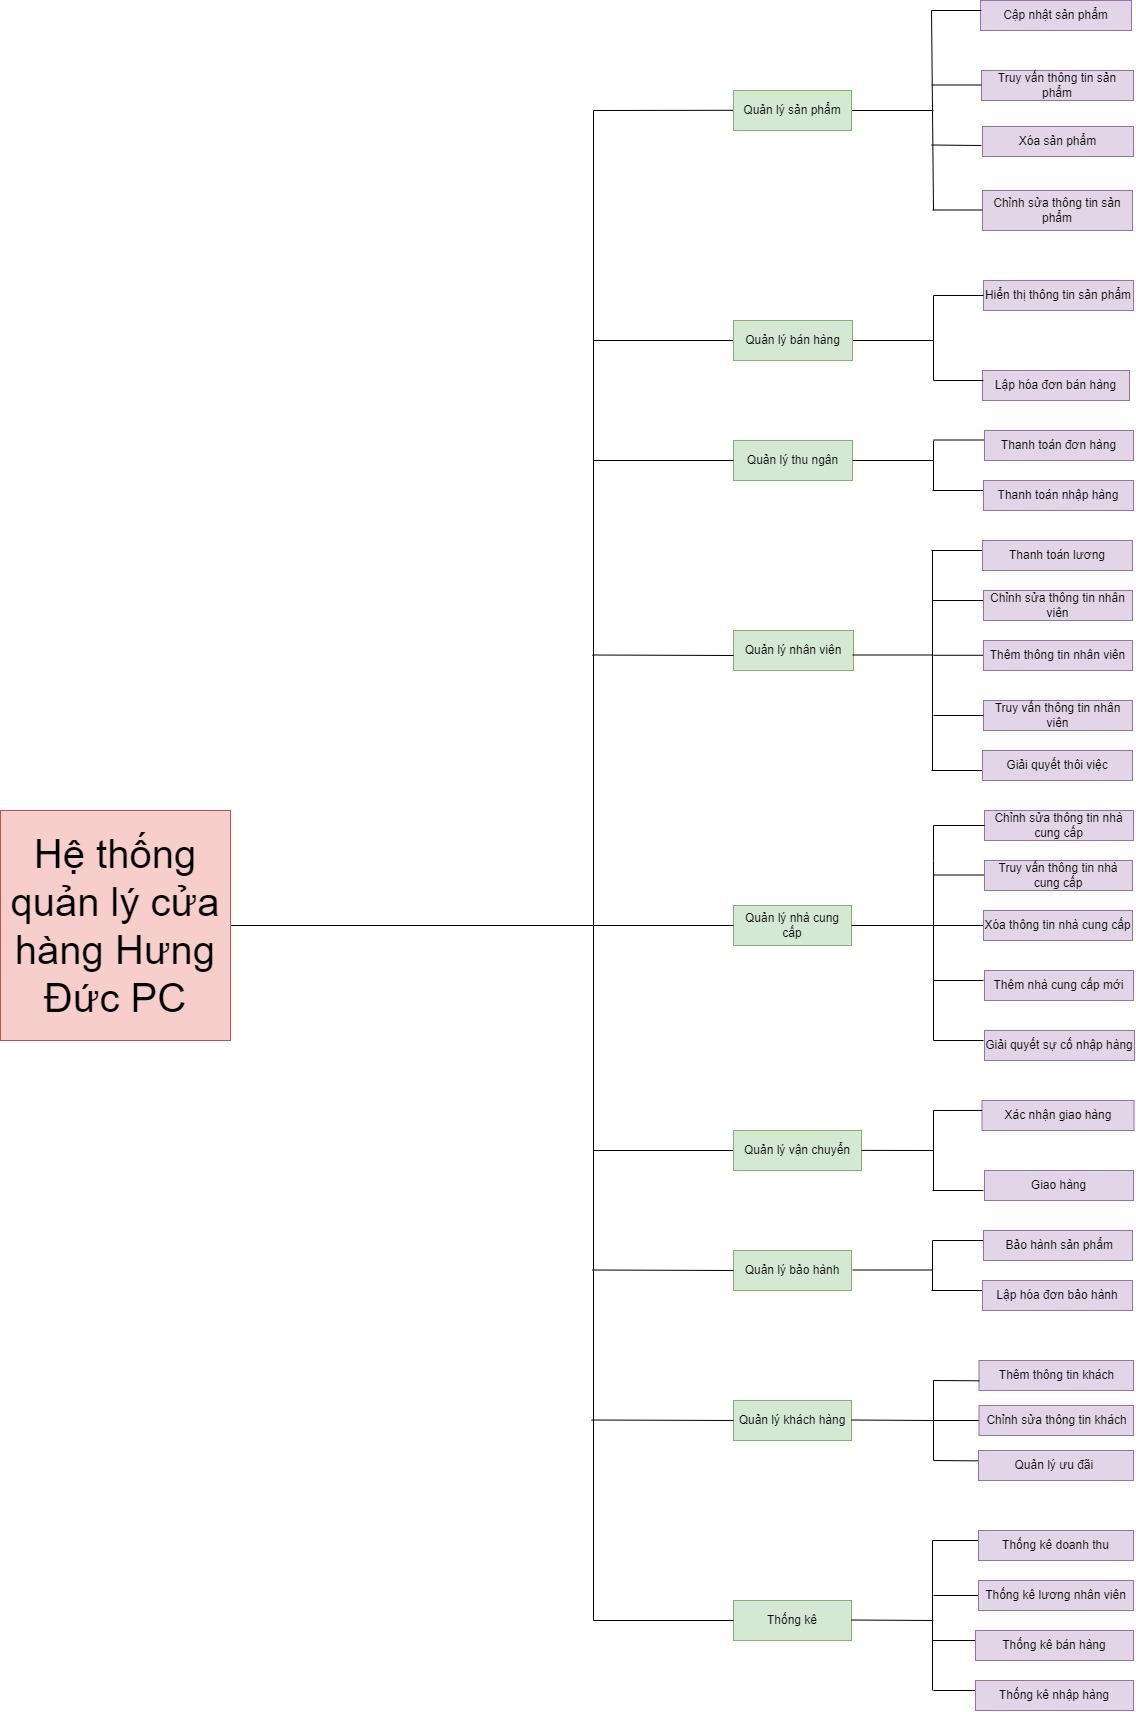 Cập nhật sản phẩm
Truy vấn thông tin sản
phẩm
Quản lý sản phẩm
Xóa sản phẩm
Chỉnh sửa thông tin sản
phẩm
Hiển thị thông tin sản phẩm
Quản lý bán hàng
Lập hóa đơn bán hàng
Thanh toán đơn hàng
Quản lý thu ngân
Thanh toán nhập hàng
Thanh toán lương
Chỉnh sửa thông tin nhân
viên
Quản lý nhân viên
Thêm thông tin nhân viên
Truy vấn thông tin nhân
viên
Giải quyết thôi việc
Hệ thống
quản lý cửa
hàng Hưng
Đức PC
Chỉnh sửa thông tin nhà
cung cấp
Truy vấn thông tin nhà
cung cấp
Quản lý nhà cung
cấp
Xóa thông tin nhà cung cấp
Thêm nhà cung cấp mới
Giải quyết sự cố nhập hàng
Xác nhận giao hàng
Quản lý vận chuyển
Giao hàng
Bảo hành sản phẩm
Quản lý bảo hành
Lập hóa đơn bảo hành
Thêm thông tin khách
Quản lý khách hàng
Chỉnh sửa thông tin khách
Quản lý ưu đãi
Thống kê doanh thu
Thống kê lương nhân viên
Thống kê
Thống kê bán hàng
Thống kê nhập hàng